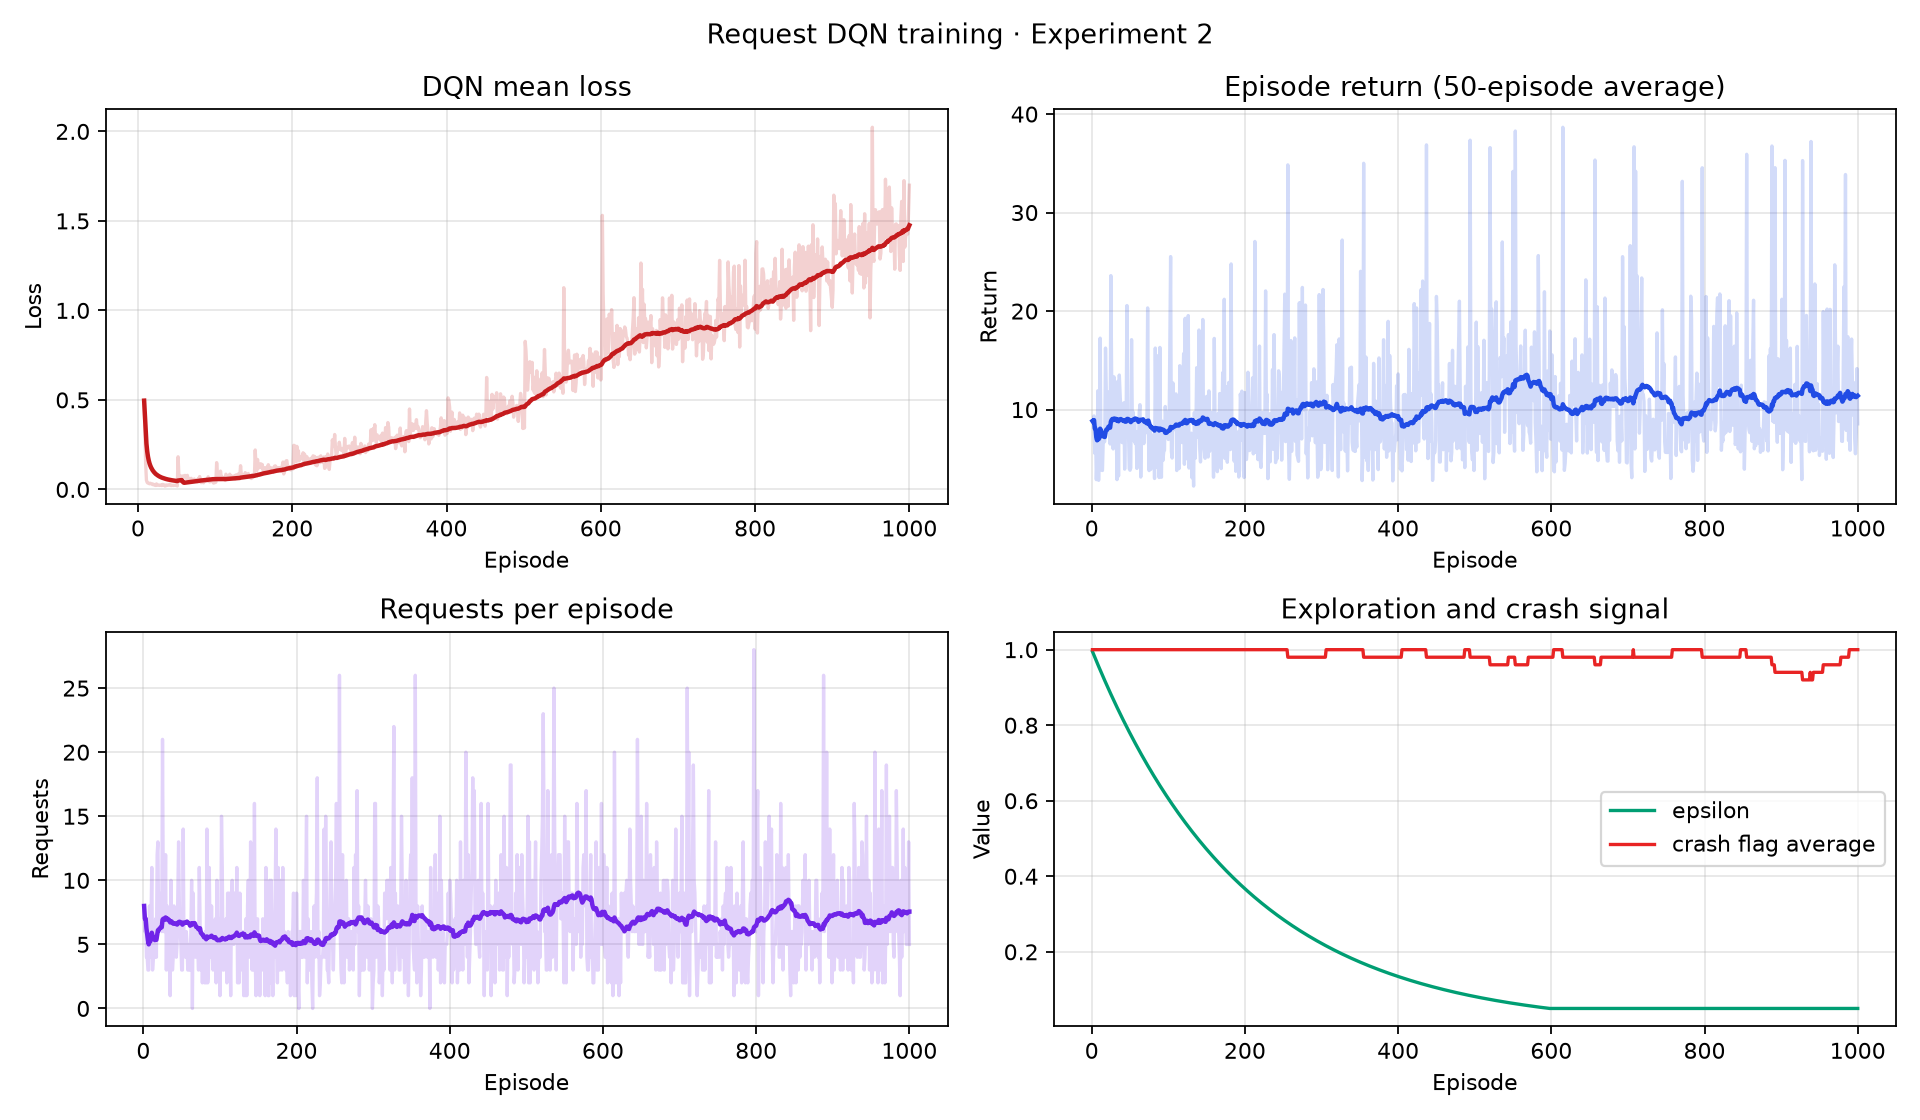 Request DQN training · Experiment 2
DQN mean loss
2.0
1.5
1.0
0.5
0.0
Loss
0
200
400
600
800
1000
Episode
Episode return (50-episode average)
40
30
20
10
Return
0
200
400
600
800
1000
Episode
Requests per episode
25
20
15
10
5
0
Requests
0
200
400
600
800
1000
Episode
Exploration and crash signal
1.0
0.8
0.6
0.4
0.2
Value
epsilon
crash flag average
0
200
400
600
800
1000
Episode